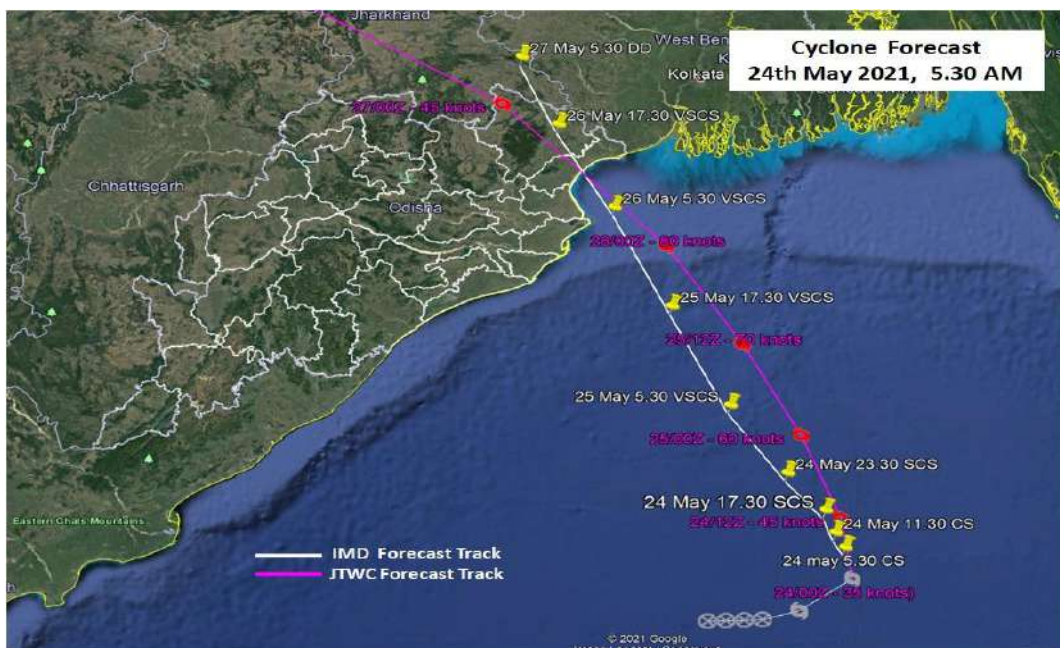 Jharkhand
27 May 5.30 DD
West Ben
Kolkata
Cyclone Forecast
24th May 2021, 5.30 AM
27/00Z - 45 knots
26 May 17.30 VSCS
Chhattisgarh
Odisha
26 May 5.30 VSCS
26/00Z - 80 knots
25 May 17.30 VSCS
25/12Z - 70 knots
25 May 5.30 VSCS
25/00Z - 60 knots
24 May 23.30 SCS
24 May 17.30 SCS
24/12Z - 45 knots
24 May 11.30 CS
Eastern Ghats Mountains
24 may 5.30 CS
IMD Forecast Track
JTWC Forecast Track
24/00Z - 35 knots)
© 2021 Google